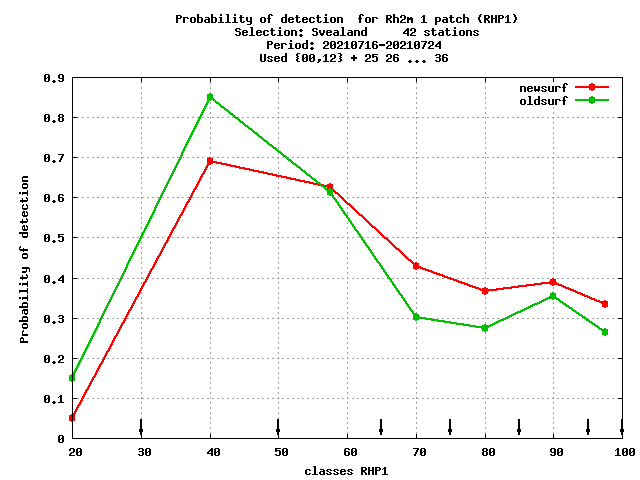 Probability of detection  for Rh2m 1 patch (RHP1)
Selection: Svealand     42 stations
Period: 20210716-20210724
Used {00,12} + 25 26 ... 36
newsurf
oldsurf
Probability of detection
0.9
0.8
0.7
0.6
0.5
0.4
0.3
0.2
0.1
0
20 30 40 50 60 70 80 90 100
classes RHP1